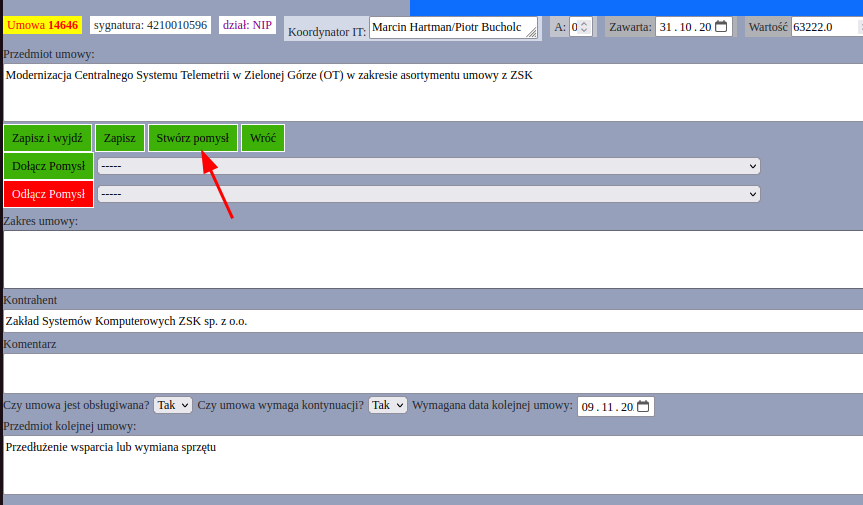 Umowa 14646 sygnatura: 4210010596 dział: NIP Koordynator IT: Marcin Hartman/Piotr Bucholc A: 0 Zawarta: 31.10.20 Wartość 63222.0
Przedmiot umowy:
Modernizacja Centralnego Systemu Telemetrii w Zielonej Górze (OT) w zakresie asortymentu umowy z ZSK
Zapisz i wyjdź Zapisz Stwórz pomysł Wróć
Dołącz Pomysł -----
Odłącz Pomysł -----
Zakres umowy:
Kontrahent
Zakład Systemów Komputerowych ZSK sp. z o.o.
Komentarz
Czy umowa jest obsługiwana? Tak Czy umowa wymaga kontynuacji? Tak Wymagana data kolejnej umowy: 09.11.20
Przedmiot kolejnej umowy:
Przedłużenie wsparcia lub wymiana sprzętu